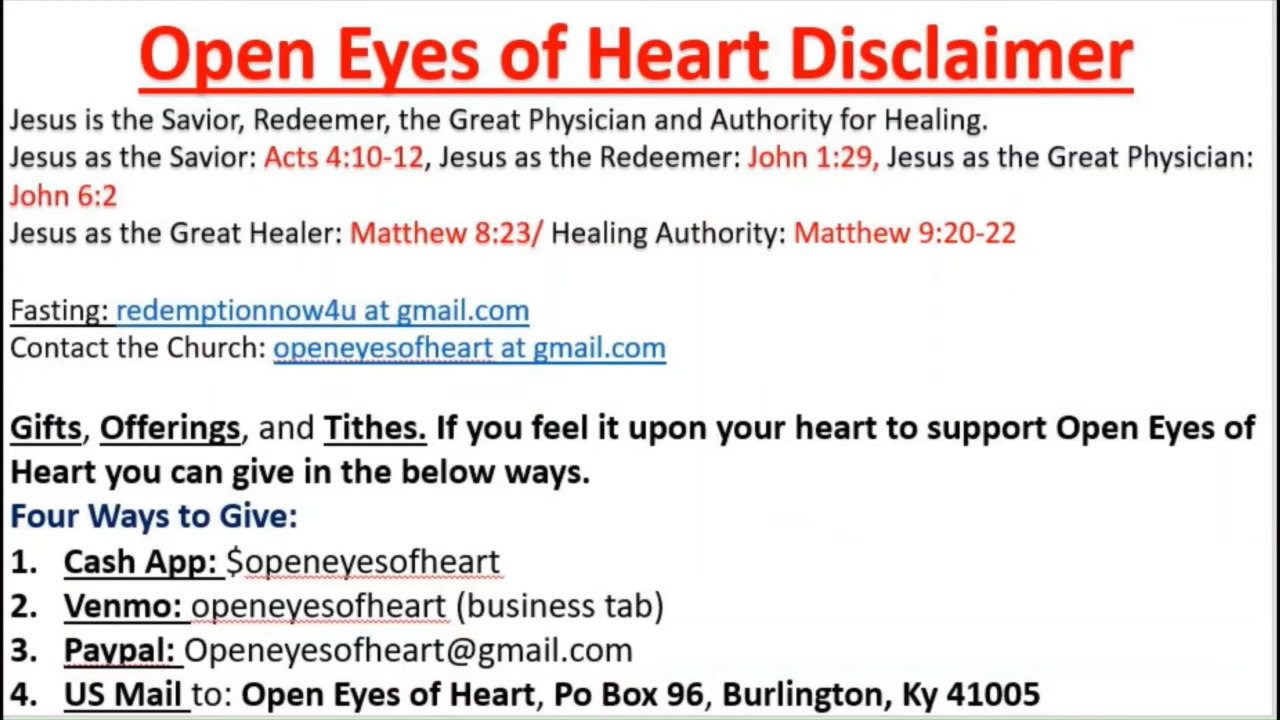 Open Eyes of Heart Disclaimer
Jesus is the Savior, Redeemer, the Great Physician and Authority for Healing.
Jesus as the Savior: Acts 4:10-12, Jesus as the Redeemer: John 1:29, Jesus as the Great Physician:
John 6:2
Jesus as the Great Healer: Matthew 8:23/ Healing Authority: Matthew 9:20-22
Fasting: redemptionnow4u at gmail.com
Contact the Church: openeyesofheart at gmail.com
Gifts, Offerings, and Tithes. If you feel it upon your heart to support Open Eyes of
Heart you can give in the below ways.
Four Ways to Give:
1. Cash App: $openeyesofheart
2. Venmo: openeyesofheart (business tab)
3. Paypal: Openeyesofheart@gmail.com
4. US Mail to: Open Eyes of Heart, Po Box 96, Burlington, Ky 41005